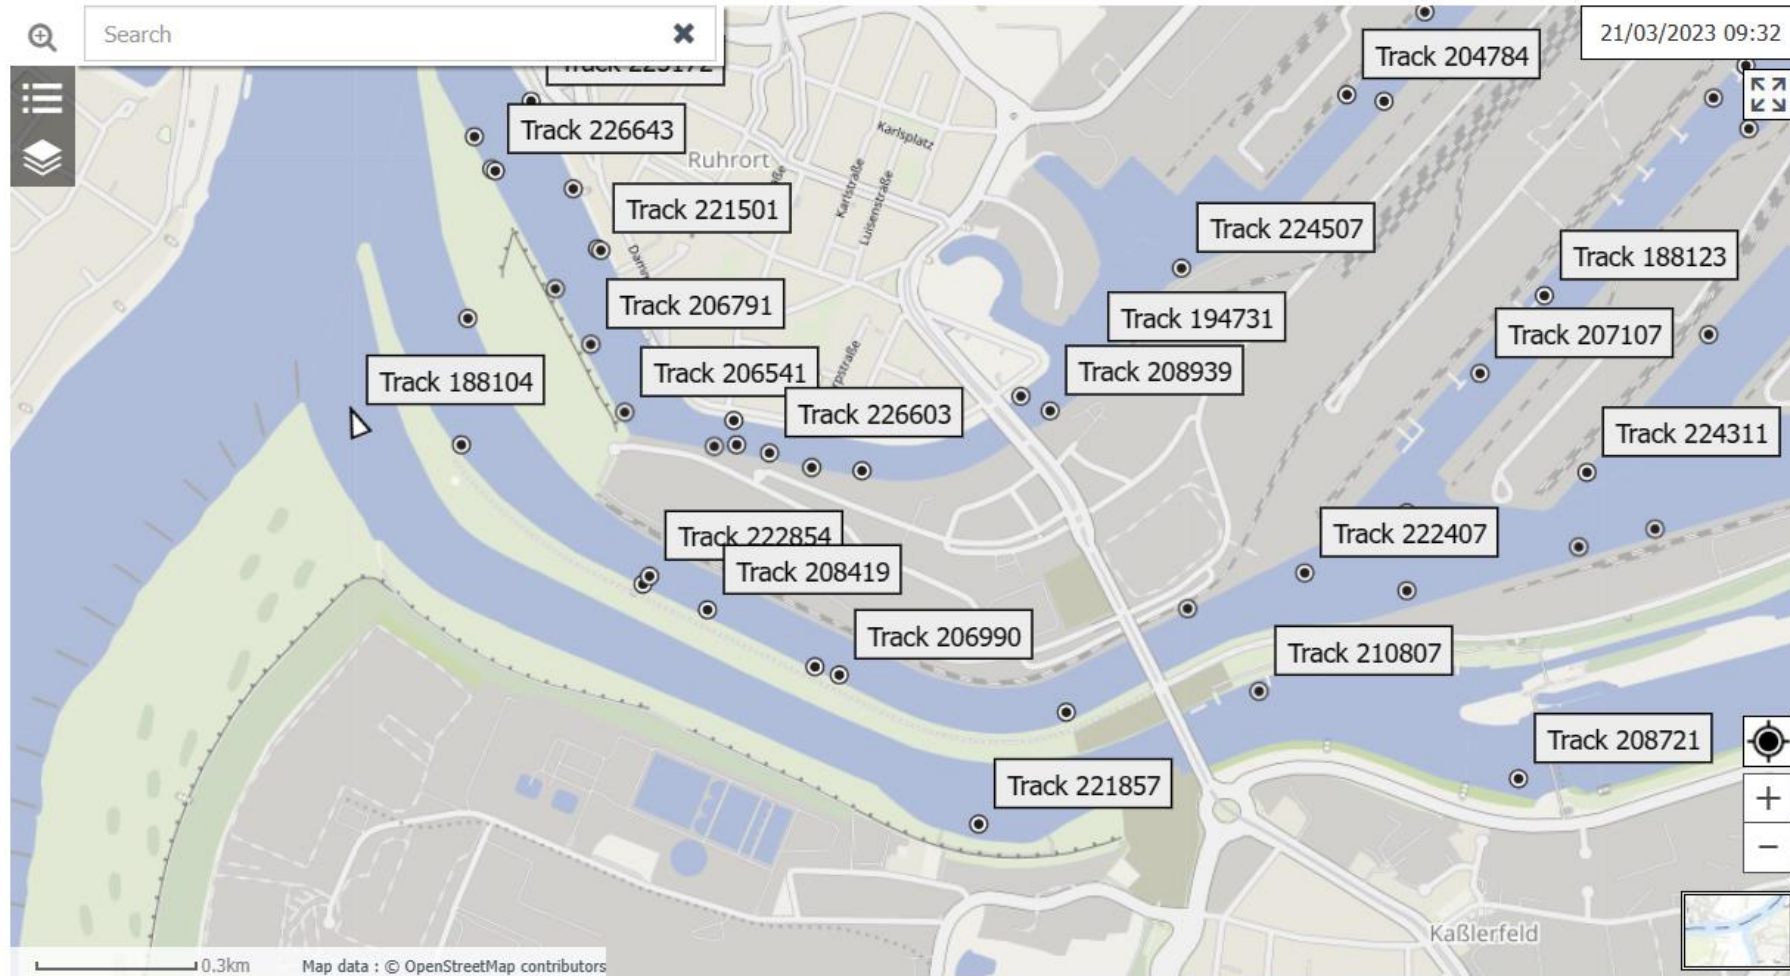 Search
21/03/2023 09:32
Track 204784
Track 226643
Karlsplatz
Ruhrort
Karlstraße
Luisenstraße
Track 221501
Track 224507
Track 188123
Track 206791
Track 194731
Track 207107
Track 206541
Track 208939
Track 188104
Track 226603
Track 224311
Track 222854
Track 222407
Track 208419
Track 206990
Track 210807
Track 208721
Track 221857
Kaßlerfeld
0.3km
Map data : © OpenStreetMap contributors